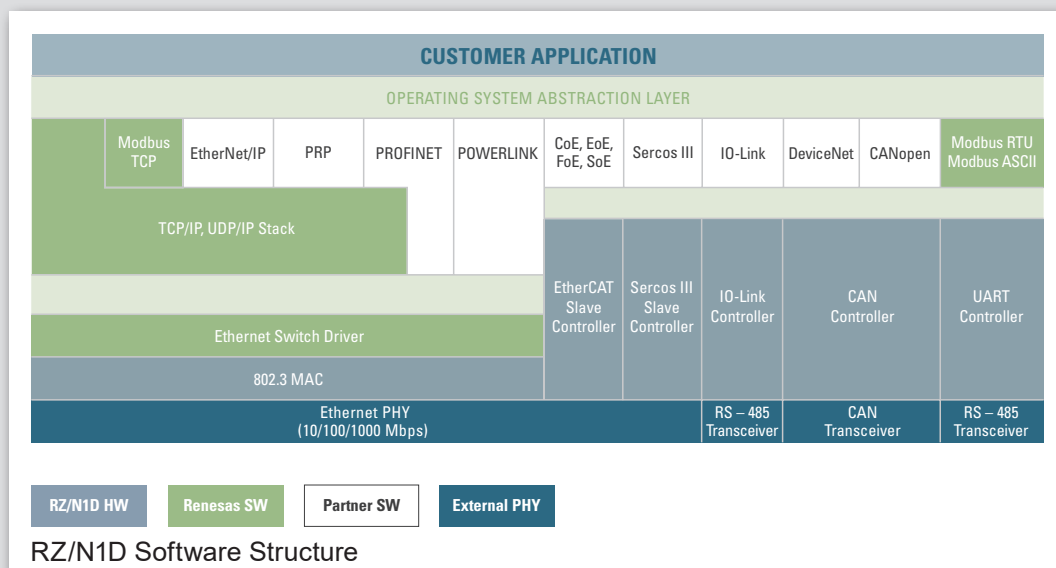 CUSTOMER APPLICATION
OPERATING SYSTEM ABSTRACTION LAYER
Modbus
TCP
EtherNet/IP
PRP
PROFINET
POWERLINK
CoE, EoE,
FoE, SoE
Sercos III
IO-Link
DeviceNet
CANopen
Modbus RTU
Modbus ASCII
TCP/IP, UDP/IP Stack
EtherCAT
Slave
Controller
Sercos III
Slave
Controller
IO-Link
Controller
CAN
Controller
UART
Controller
Ethernet Switch Driver
802.3 MAC
Ethernet PHY
(10/100/1000 Mbps)
RS – 485
Transceiver
CAN
Transceiver
RS – 485
Transceiver
RZ/N1D HW
Renesas SW
Partner SW
External PHY
RZ/N1D Software Structure